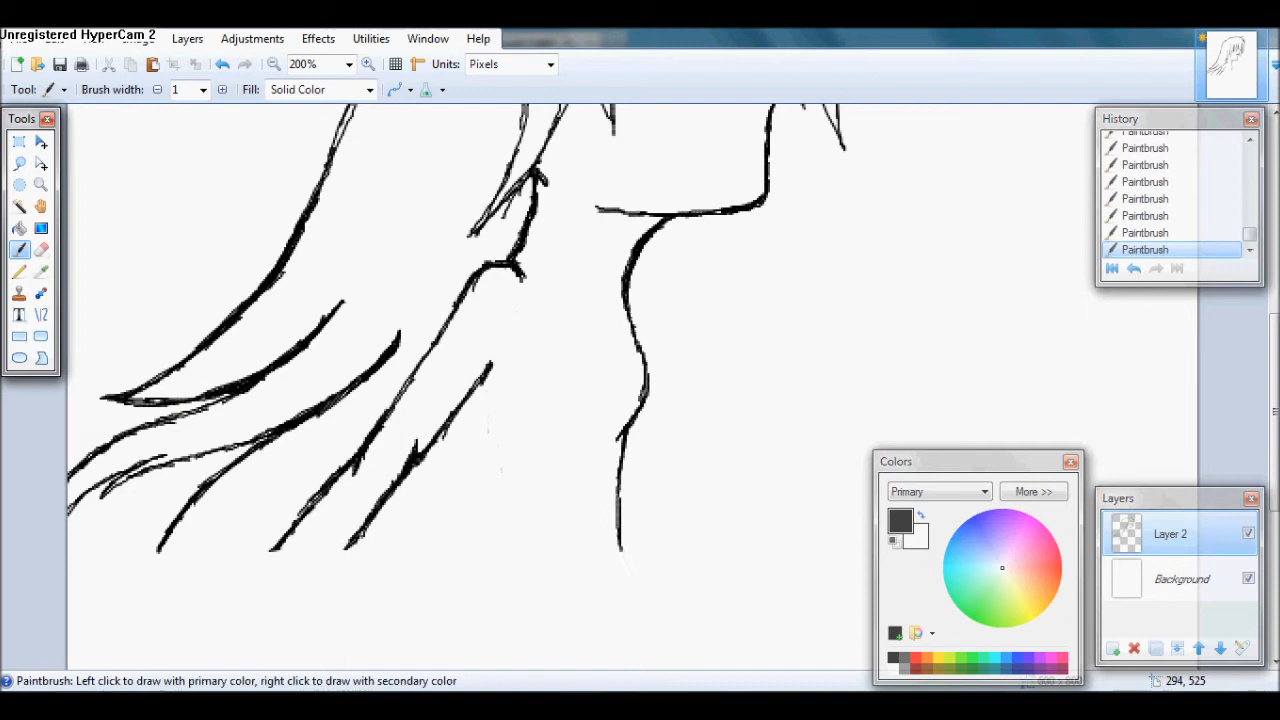 Unregistered HyperCam 2
Layers Adjustments Effects Utilities Window Help
200% Units: Pixels
Tool: Brush width: 1 Fill: Solid Color
Tools
History
Paintbrush
Paintbrush
Paintbrush
Paintbrush
Paintbrush
Paintbrush
Paintbrush
Paintbrush
Colors
Primary More >>
Layers
Layer 2
Background
Paintbrush: Left click to draw with primary color, right click to draw with secondary color
294, 525